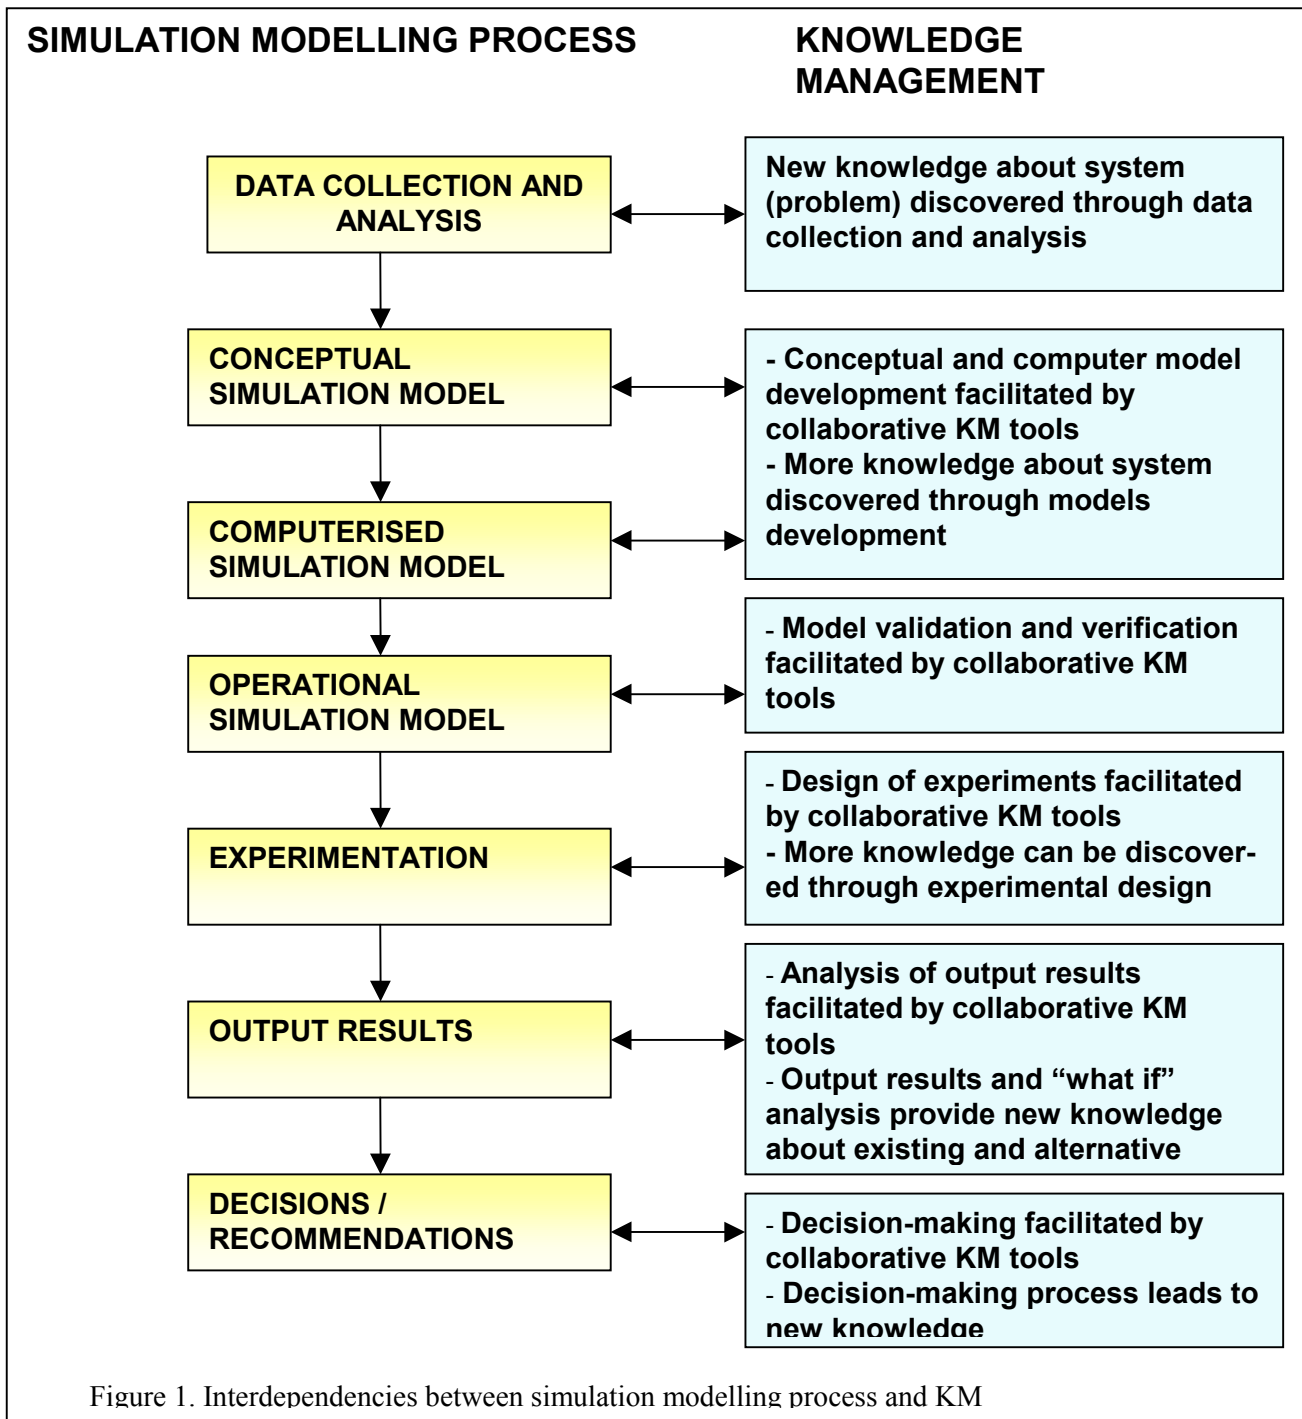 SIMULATION MODELLING PROCESS
KNOWLEDGE
MANAGEMENT
DATA COLLECTION AND
ANALYSIS
New knowledge about system
(problem) discovered through data
collection and analysis
CONCEPTUAL
SIMULATION MODEL
- Conceptual and computer model
development facilitated by
collaborative KM tools
- More knowledge about system
discovered through models
development
COMPUTERISED
SIMULATION MODEL
OPERATIONAL
SIMULATION MODEL
- Model validation and verification
facilitated by collaborative KM
tools
EXPERIMENTATION
- Design of experiments facilitated
by collaborative KM tools
- More knowledge can be discover-
ed through experimental design
OUTPUT RESULTS
- Analysis of output results
facilitated by collaborative KM
tools
- Output results and “what if”
analysis provide new knowledge
about existing and alternative
DECISIONS /
RECOMMENDATIONS
- Decision-making facilitated by
collaborative KM tools
- Decision-making process leads to
new knowledge
Figure 1. Interdependencies between simulation modelling process and KM